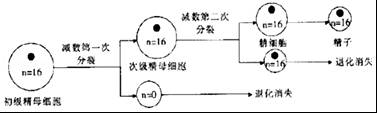 减数第一次
分裂
减数第二次
分裂
n=16
初级精母细胞
n=16
次级精母细胞
n=0
退化消失
n=16
精细胞
n=16
精子
n=16
退化消失